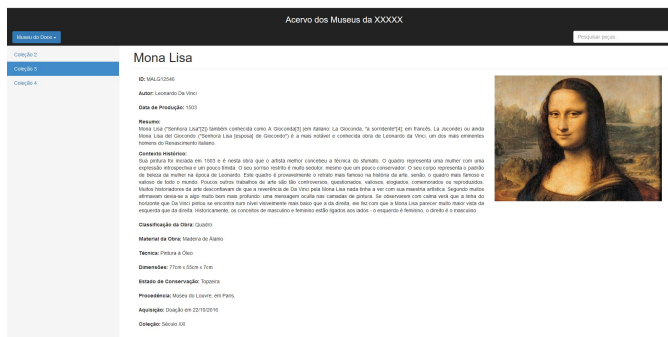 Acervo dos Museus da XXXXX
Museu do Doce
Pesquisar peças...
Coleção 2
Coleção 3
Coleção 4
Mona Lisa
ID: MALG12546
Autor: Leonardo Da Vinci
Data de Produção: 1503
Resumo:
Mona Lisa ("Senhora Lisa"[2]) também conhecida como A Gioconda[3] (em italiano: La Gioconda, "a sorridente"[4]; em francês, La Joconde) ou ainda
Mona Lisa del Giocondo ("Senhora Lisa [esposa] de Giocondo") é a mais notável e conhecida obra de Leonardo da Vinci, um dos mais eminentes
homens do Renascimento italiano.
Contexto Histórico:
Sua pintura foi iniciada em 1503 e é nesta obra que o artista melhor concebeu a técnica do sfumato. O quadro representa uma mulher com uma
expressão introspectiva e um pouco tímida. O seu sorriso restrito é muito sedutor, mesmo que um pouco conservador. O seu corpo representa o padrão
de beleza da mulher na época de Leonardo. Este quadro é provavelmente o retrato mais famoso na história da arte, senão, o quadro mais famoso e
valioso de todo o mundo. Poucos outros trabalhos de arte são tão controversos, questionados, valiosos, elogiados, comemorados ou reproduzidos.
Muitos historiadores da arte desconfiavam de que a reverência de Da Vinci pela Mona Lisa nada tinha a ver com sua maestria artística. Segundo muitos
afirmavam devia-se a algo muito bem mais profundo: uma mensagem oculta nas camadas de pintura. Se observarem com calma verá que a linha do
horizonte que Da Vinci pintou se encontra num nível visivelmente mais baixo que a da direita, ele fez com que a Mona Lisa parecer muito maior vista da
esquerda que da direita. Historicamente, os conceitos de masculino e feminino estão ligados aos lados - o esquerdo é feminino, o direito é o masculino.
Classificação da Obra: Quadro
Material da Obra: Madeira de Álamo
Técnica: Pintura à Óleo
Dimensões: 77cm x 53cm x 7cm
Estado de Conservação: Topzeira
Procedência: Museu do Louvre, em Paris.
Aquisição: Doação em 22/10/2016
Coleção: Século XXI